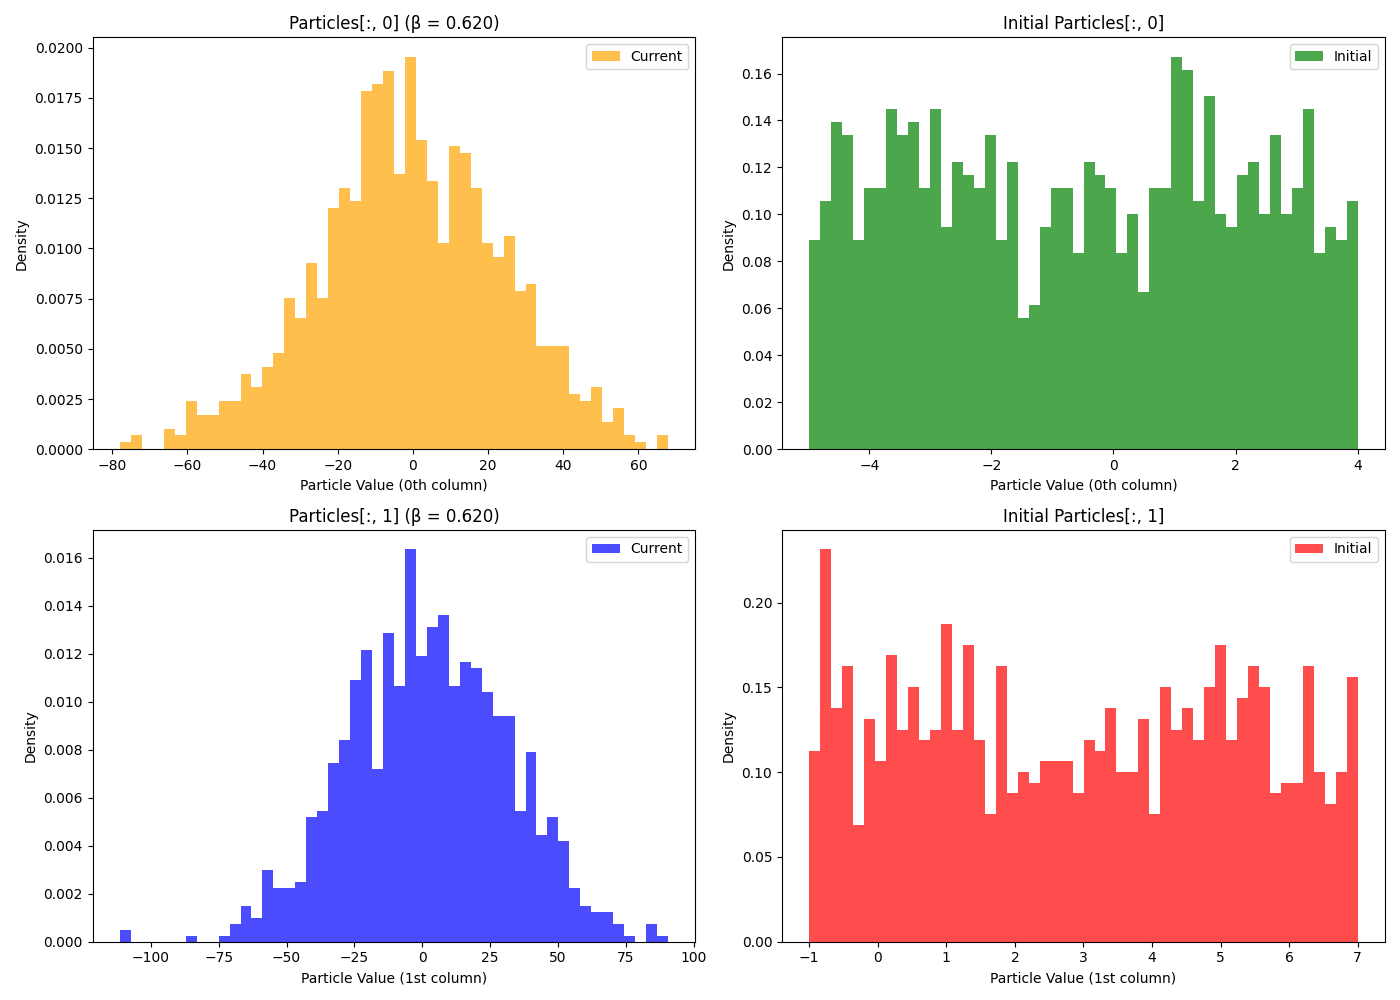 Particles[:, 0] (β = 0.620)
Current
Density
0.0200
0.0175
0.0150
0.0125
0.0100
0.0075
0.0050
0.0025
0.0000
−80 −60 −40 −20 0 20 40 60
Particle Value (0th column)
Initial Particles[:, 0]
Initial
Density
0.16
0.14
0.12
0.10
0.08
0.06
0.04
0.02
0.00
−4 −2 0 2 4
Particle Value (0th column)
Particles[:, 1] (β = 0.620)
Current
Density
0.016
0.014
0.012
0.010
0.008
0.006
0.004
0.002
0.000
−100 −75 −50 −25 0 25 50 75 100
Particle Value (1st column)
Initial Particles[:, 1]
Initial
Density
0.20
0.15
0.10
0.05
0.00
−1 0 1 2 3 4 5 6 7
Particle Value (1st column)